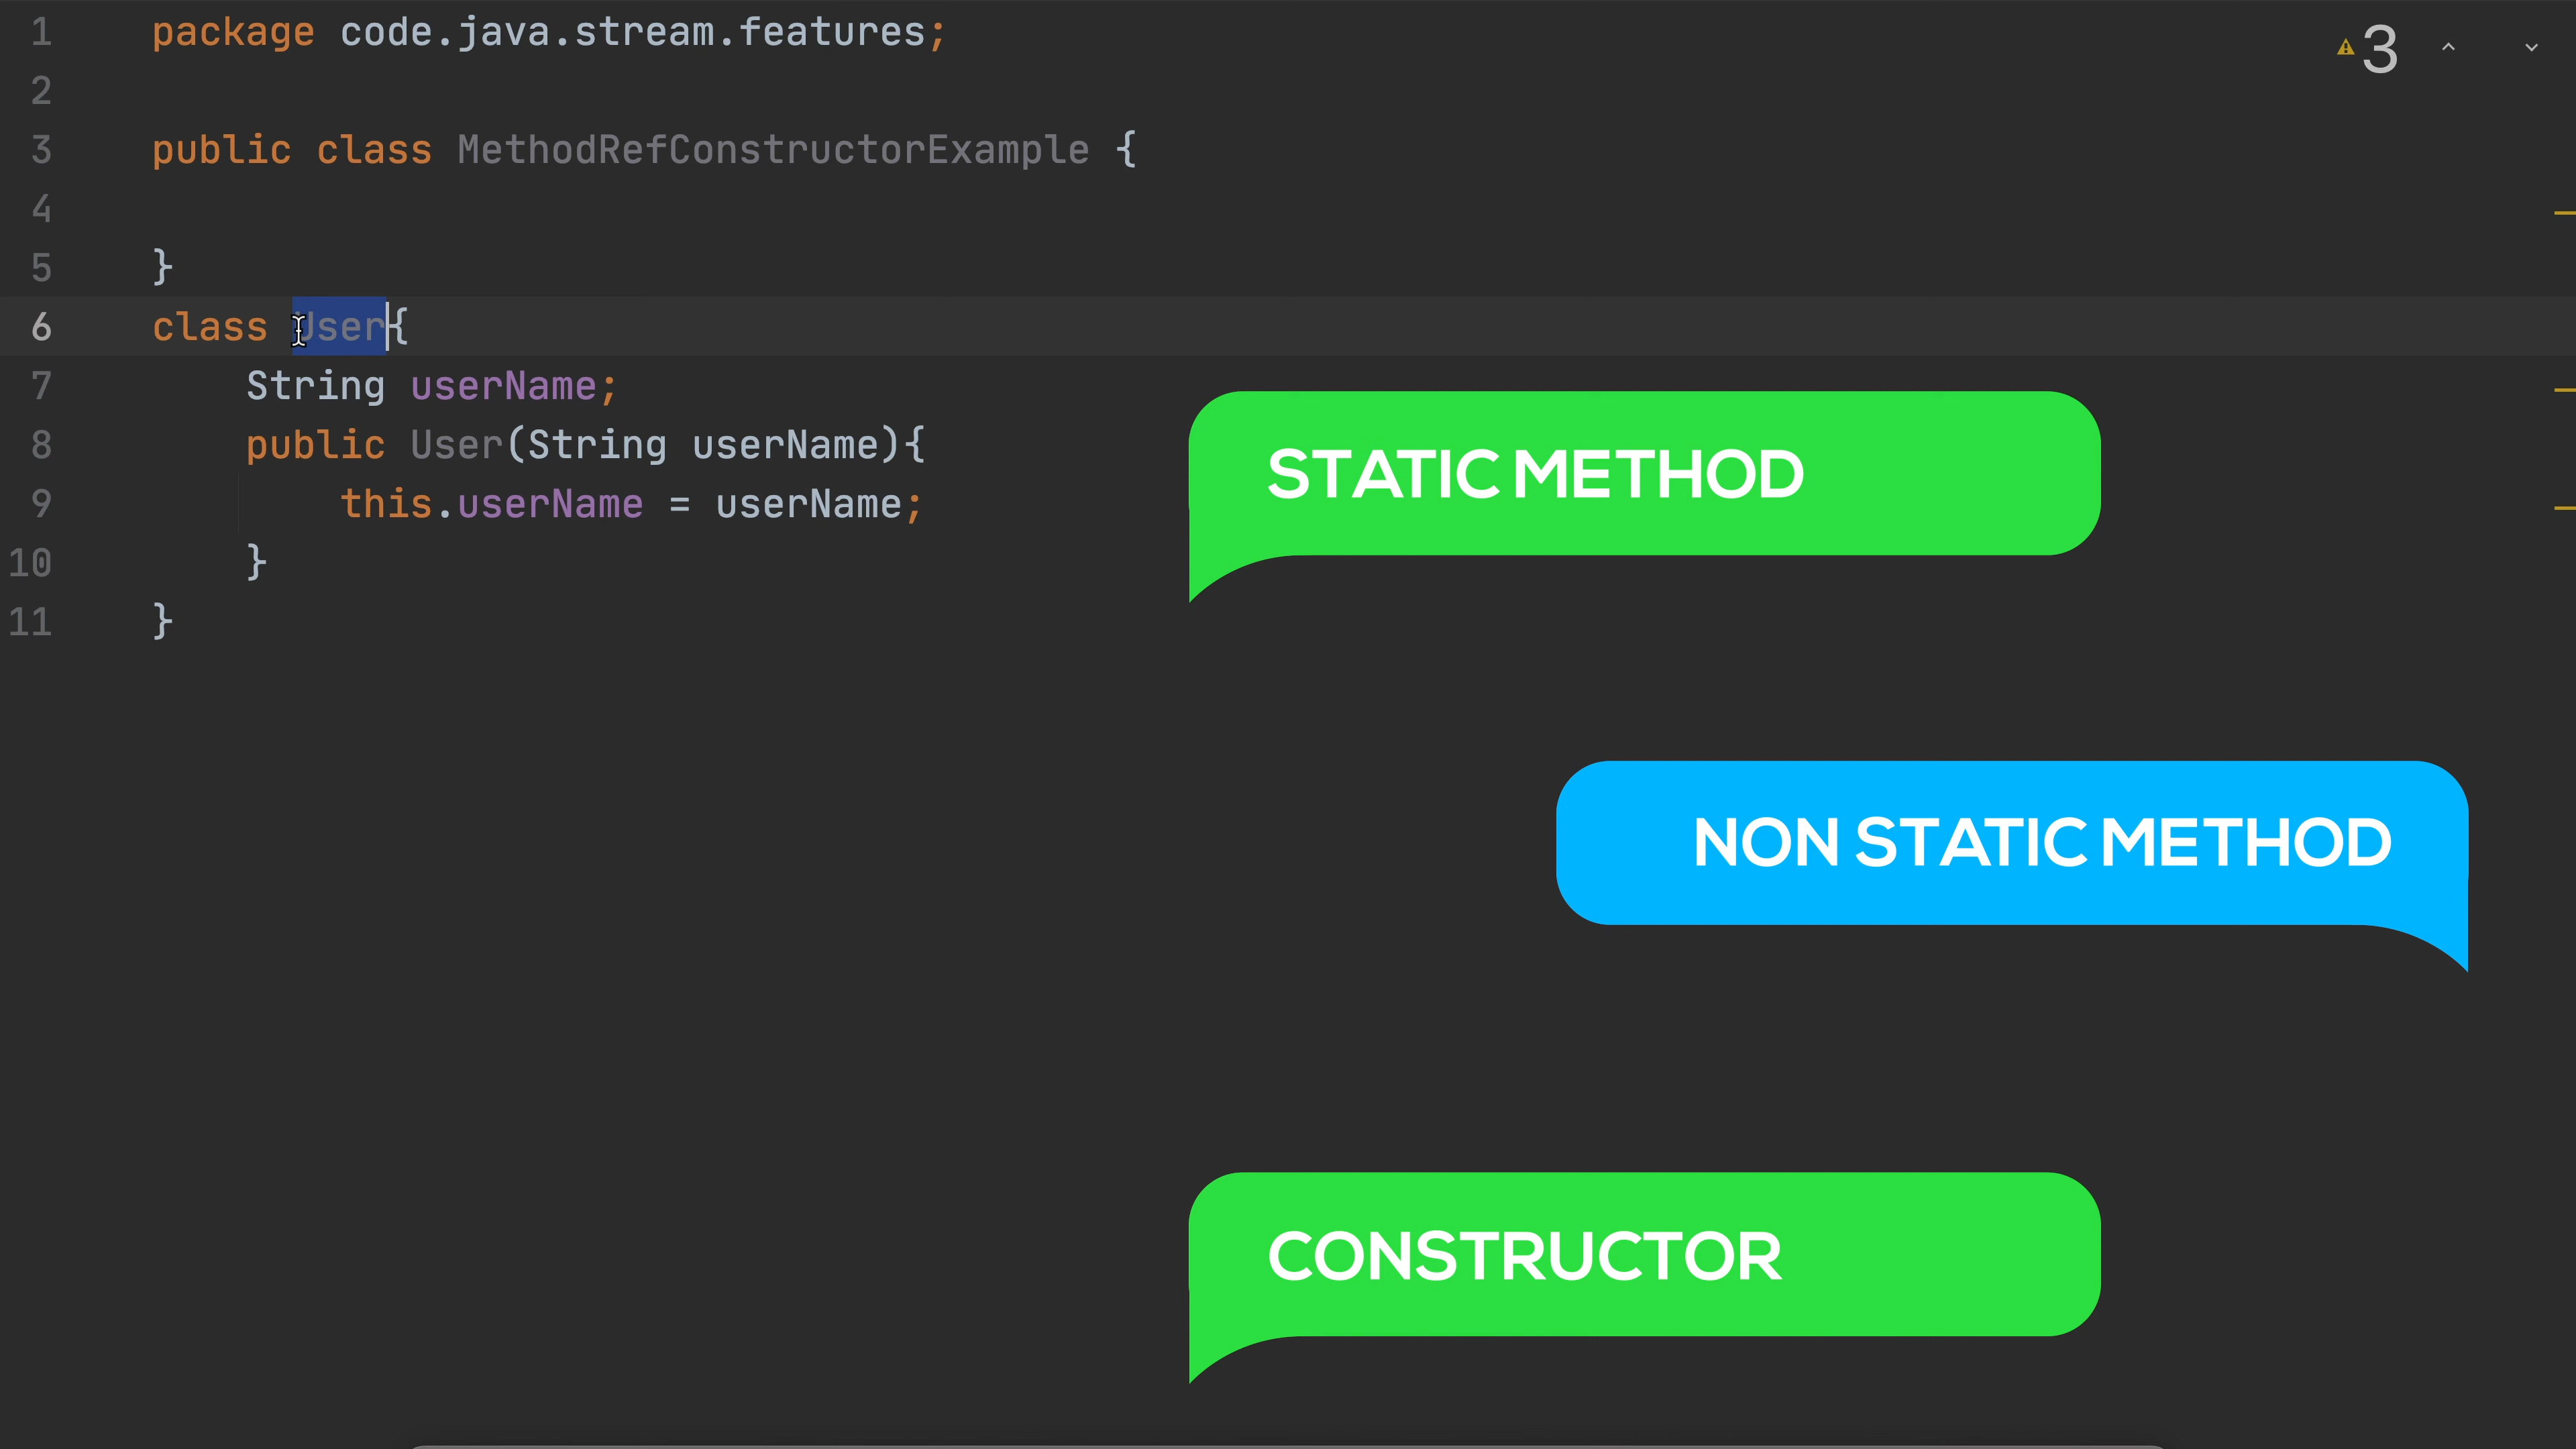 1 package code.java.stream.features;
3
2
3 public class MethodRefConstructorExample {
4
5 }
6 class User{
7 String userName;
8 public User(String userName){
9 this.userName = userName;
10 }
11 }
STATIC METHOD
NON STATIC METHOD
CONSTRUCTOR